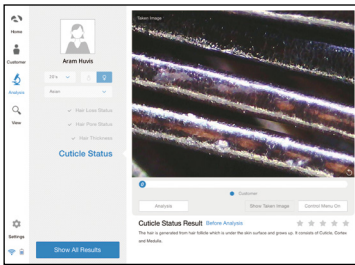 Home
Customer
Analysis
View
Settings
Aram Huvis
Asian
Hair Loss Status
Hair Pore Status
Hair Thickness
Cuticle Status
Show All Results
Taken Image
Customer
Analysis
Show Taken Image
Control Menu On
Cuticle Status Result Before Analysis
The hair is generated from hair follicle which is under the skin surface and grows up. It consists of Cuticle, Cortex
and Medulla.